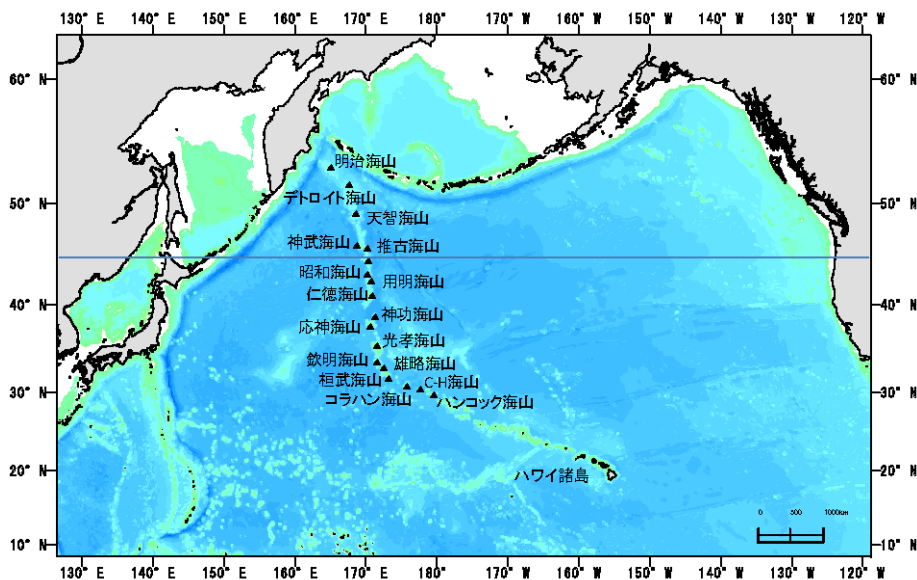 130° E 140° E 150° E 160° E 170° E 180° W 170° W 160° W 150° W 140° W 130° W 120° W
60° N 60° N
明治海山
デトロイト海山
50° N 50° N
天智海山
神武海山 推古海山
昭和海山 用明海山
仁徳海山
40° N 40° N
神功海山
応神海山
光孝海山
欽明海山 雄略海山
桓武海山 C-H海山
30° N 30° N
コラハン海山 ハンコック海山
20° N 20° N
ハワイ諸島
0 500 1000km
10° N 10° N
130° E 140° E 150° E 160° E 170° E 180° W 170° W 160° W 150° W 140° W 130° W 120° W